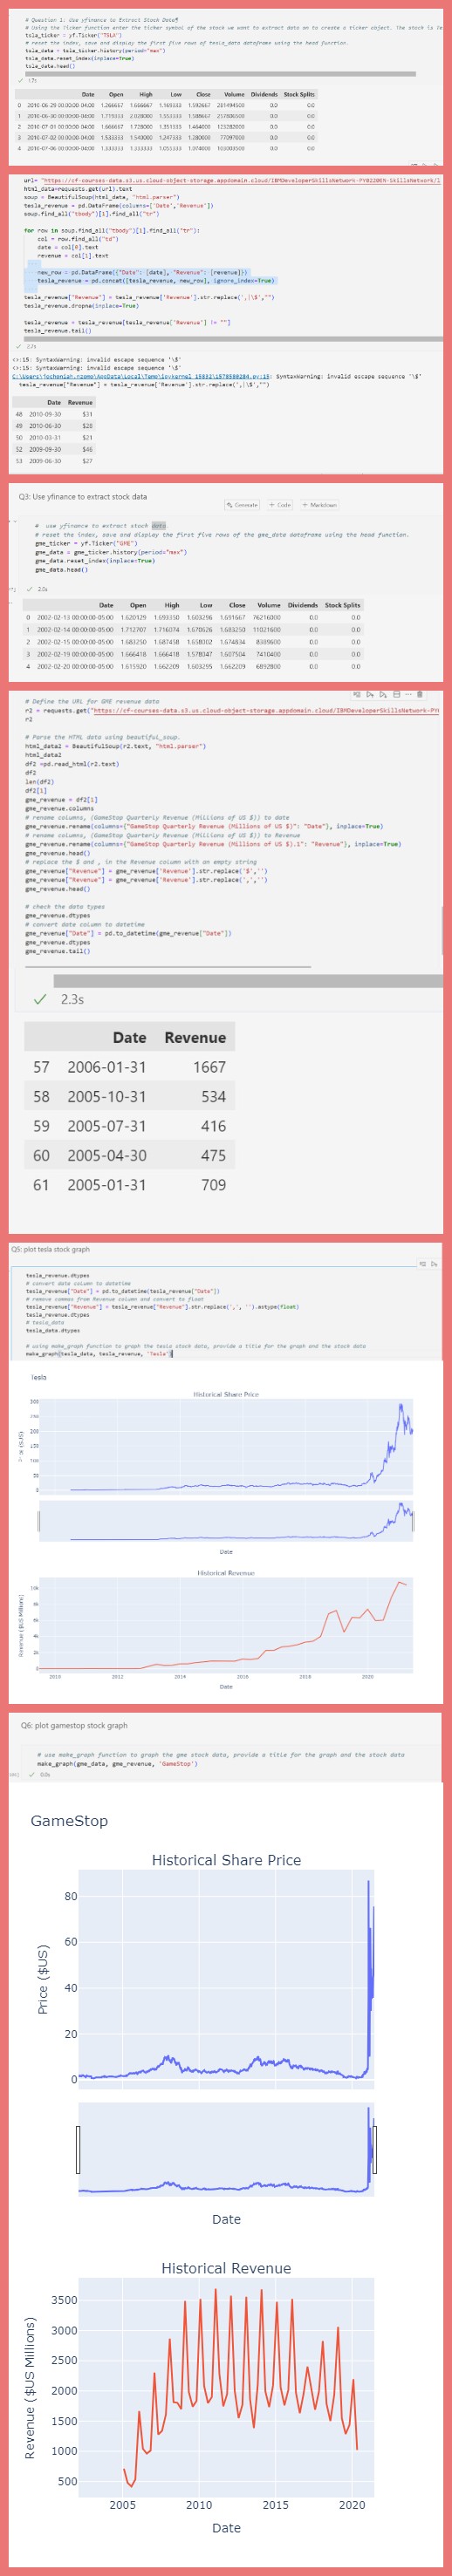 # Question 1: Use yfinance to Extract Stock Data
# Using the Ticker function enter the ticker symbol of the stock we want to extract data on to create a ticker object. The stock is Te
tsla_ticker = yf.Ticker("TSLA")
# reset the index, save and display the first five rows of tesla_data dataframe using the head function.
tsla_data = tsla_ticker.history(period="max")
tsla_data.reset_index(inplace=True)
tsla_data.head()
Date Open High Low Close Volume Dividends Stock Splits
0 2010-06-29 00:00:00-04:00 1.266667 1.666667 1.169333 1.592667 281494500 0.0 0.0
1 2010-06-30 00:00:00-04:00 1.719333 2.028000 1.553333 1.588667 257806500 0.0 0.0
2 2010-07-01 00:00:00-04:00 1.666667 1.728000 1.351333 1.464000 123282000 0.0 0.0
3 2010-07-02 00:00:00-04:00 1.533333 1.540000 1.247333 1.280000 77097000 0.0 0.0
4 2010-07-06 00:00:00-04:00 1.333333 1.333333 1.055333 1.074000 103003500 0.0 0.0
url= "https://cf-courses-data.s3.us.cloud-object-storage.appdomain.cloud/IBMDeveloperSkillsNetwork-PY0220EN-SkillsNetwork/l
html_data=requests.get(url).text
soup = BeautifulSoup(html_data, "html.parser")
tesla_revenue = pd.DataFrame(columns=['Date','Revenue'])
soup.find_all("tbody")[1].find_all("tr")
for row in soup.find_all("tbody")[1].find_all("tr"):
col = row.find_all("td")
date = col[0].text
revenue = col[1].text
new_row = pd.DataFrame({"Date": [date], "Revenue": [revenue]})
tesla_revenue = pd.concat([tesla_revenue, new_row], ignore_index=True)
tesla_revenue["Revenue"] = tesla_revenue['Revenue'].str.replace(',|\$',"")
tesla_revenue.dropna(inplace=True)
tesla_revenue = tesla_revenue[tesla_revenue['Revenue'] != ""]
tesla_revenue.tail()
<>:15: SyntaxWarning: invalid escape sequence '\$'
<>:15: SyntaxWarning: invalid escape sequence '\$'
SyntaxWarning: invalid escape sequence '\$'
tesla_revenue["Revenue"] = tesla_revenue['Revenue'].str.replace(',|\$',"")
Date Revenue
48 2010-09-30 $31
49 2010-06-30 $28
50 2010-03-31 $21
52 2009-09-30 $46
53 2009-06-30 $27
Q3: Use yfinance to extract stock data
Generate + Code + Markdown
# use yfinance to extract stock data
# reset the index, save and display the first five rows of the gme_data dataframe using the head function.
gme_ticker = yf.Ticker("GME")
gme_data = gme_ticker.history(period="max")
gme_data.reset_index(inplace=True)
gme_data.head()
2.0s
Date Open High Low Close Volume Dividends Stock Splits
0 2002-02-13 00:00:00-05:00 1.620129 1.693350 1.603296 1.691667 76216000 0.0 0.0
1 2002-02-14 00:00:00-05:00 1.712707 1.716074 1.670626 1.683250 11021600 0.0 0.0
2 2002-02-15 00:00:00-05:00 1.683250 1.687458 1.658002 1.674834 8389600 0.0 0.0
3 2002-02-19 00:00:00-05:00 1.666418 1.666418 1.578047 1.607504 7410400 0.0 0.0
4 2002-02-20 00:00:00-05:00 1.615920 1.662209 1.603295 1.662209 6892800 0.0 0.0
# Define the URL for GME revenue data
r2 = requests.get("https://cf-courses-data.s3.us.cloud-object-storage.appdomain.cloud/IBMDeveloperSkillsNetwork-PY
r2
# Parse the HTML data using beautiful_soup.
html_data2 = BeautifulSoup(r2.text, "html.parser")
html_data2
df2 =pd.read_html(r2.text)
df2
len(df2)
df2[1]
gme_revenue = df2[1]
gme_revenue.columns
# rename columns, (GameStop Quarterly Revenue (Millions of US $)) to date
gme_revenue.rename(columns={"GameStop Quarterly Revenue (Millions of US $)": "Date"}, inplace=True)
# rename columns, (GameStop Quarterly Revenue (Millions of US $)) to Revenue
gme_revenue.rename(columns={"GameStop Quarterly Revenue (Millions of US $).1": "Revenue"}, inplace=True)
gme_revenue.head()
# replace the $ and , in the Revenue column with an empty string
gme_revenue["Revenue"] = gme_revenue['Revenue'].str.replace('$','')
gme_revenue["Revenue"] = gme_revenue['Revenue'].str.replace(',','')
gme_revenue.head()
# check the data types
gme_revenue.dtypes
# convert date column to datetime
gme_revenue["Date"] = pd.to_datetime(gme_revenue["Date"])
gme_revenue.dtypes
gme_revenue.tail()
2.3s
Date Revenue
57 2006-01-31 1667
58 2005-10-31 534
59 2005-07-31 416
60 2005-04-30 475
61 2005-01-31 709
Q5: plot tesla stock graph
tesla_revenue.dtypes
# convert date column to datetime
tesla_revenue["Date"] = pd.to_datetime(tesla_revenue["Date"])
# remove commas from Revenue column and convert to float
tesla_revenue["Revenue"] = tesla_revenue["Revenue"].str.replace(',', '').astype(float)
tesla_revenue.dtypes
# tesla_data
tesla_data.dtypes
# using make_graph function to graph the tesla stock data, provide a title for the graph and the stock data
make_graph(tesla_data, tesla_revenue, 'Tesla')
Tesla
Historical Share Price
Price ($US)
300
250
200
150
100
50
0
Date
Historical Revenue
Revenue ($US Millions)
10k
8k
6k
4k
2k
0
2010 2012 2014 2016 2018 2020
Date
Q6: plot gamestop stock graph
# use make_graph function to graph the gme stock data, provide a title for the graph and the stock data
make_graph(gme_data, gme_revenue, 'GameStop')
0.0s
GameStop
Historical Share Price
Price ($US)
80
60
40
20
0
Date
Historical Revenue
Revenue ($US Millions)
3500
3000
2500
2000
1500
1000
500
2005 2010 2015 2020
Date